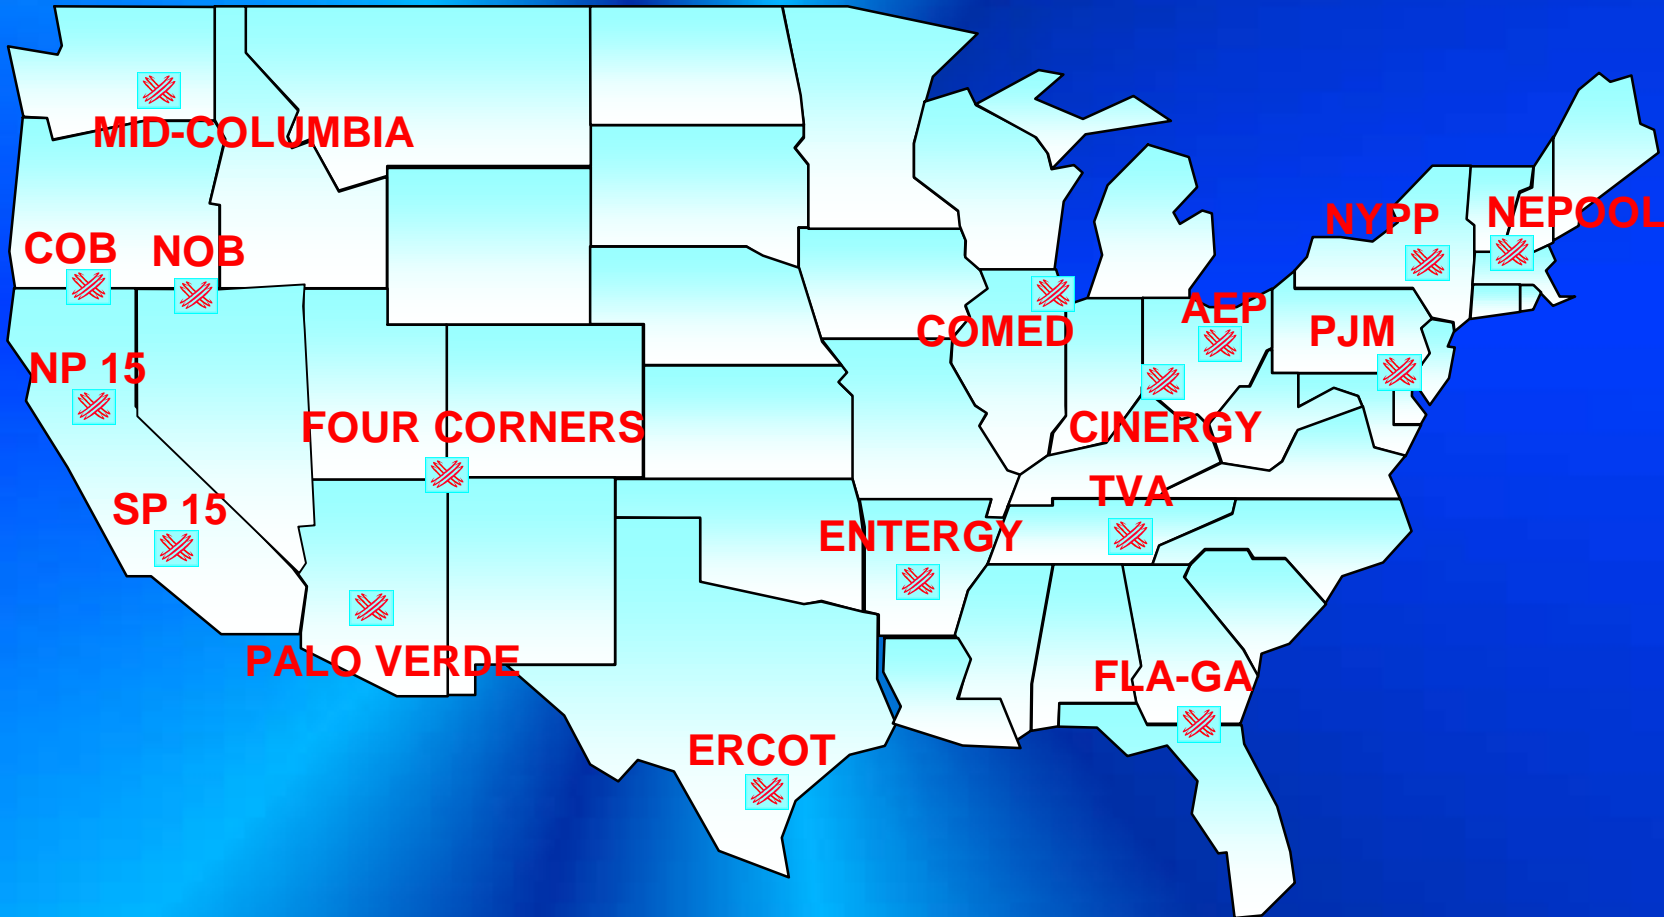 MID-COLUMBIA
NYPP
NEPOOL
COB
NOB
COMED
AEP
PJM
NP 15
FOUR CORNERS
CINERGY
SP 15
TVA
ENTERGY
PALO VERDE
FLA-GA
ERCOT